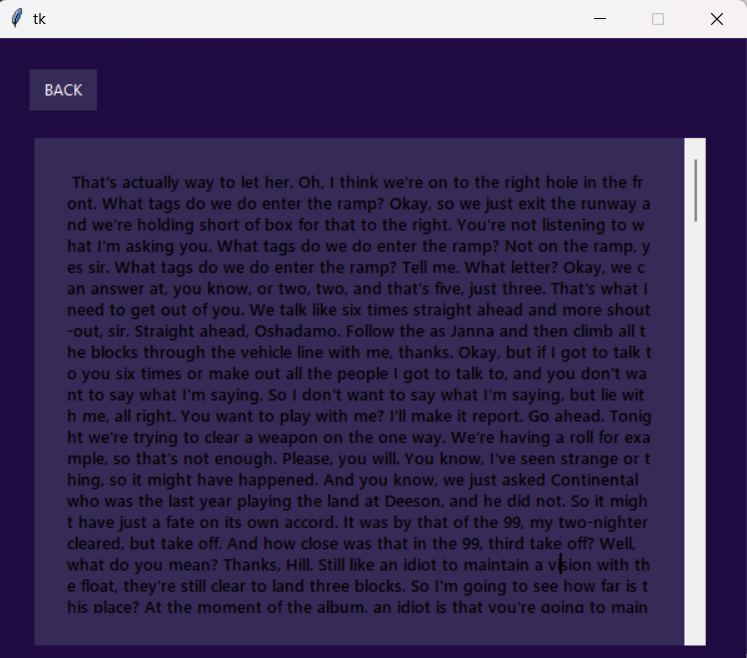 tk
BACK
That's actually way to let her. Oh, I think we're on to the right hole in the fr
ont. What tags do we do enter the ramp? Okay, so we just exit the runway a
nd we're holding short of box for that to the right. You're not listening to w
hat I'm asking you. What tags do we do enter the ramp? Not on the ramp, y
es sir. What tags do we do enter the ramp? Tell me. What letter? Okay, we c
an answer at, you know, or two, two, and that's five, just three. That's what I
need to get out of you. We talk like six times straight ahead and more shout
-out, sir. Straight ahead, Oshadamo. Follow the as Janna and then climb all t
he blocks through the vehicle line with me, thanks. Okay, but if I got to talk t
o you six times or make out all the people I got to talk to, and you don't wa
nt to say what I'm saying. So I don't want to say what I'm saying, but lie wit
h me, all right. You want to play with me? I'll make it report. Go ahead. Tonig
ht we're trying to clear a weapon on the one way. We're having a roll for exa
mple, so that's not enough. Please, you will. You know, I've seen strange or t
hing, so it might have happened. And you know, we just asked Continental
who was the last year playing the land at Deeson, and he did not. So it migh
t have just a fate on its own accord. It was by that of the 99, my two-nighter
cleared, but take off. And how close was that in the 99, third take off? Well,
what do you mean? Thanks, Hill. Still like an idiot to maintain a vision with th
e float, they're still clear to land three blocks. So I'm going to see how far is t
his place? At the moment of the album, an idiot is that you're going to main